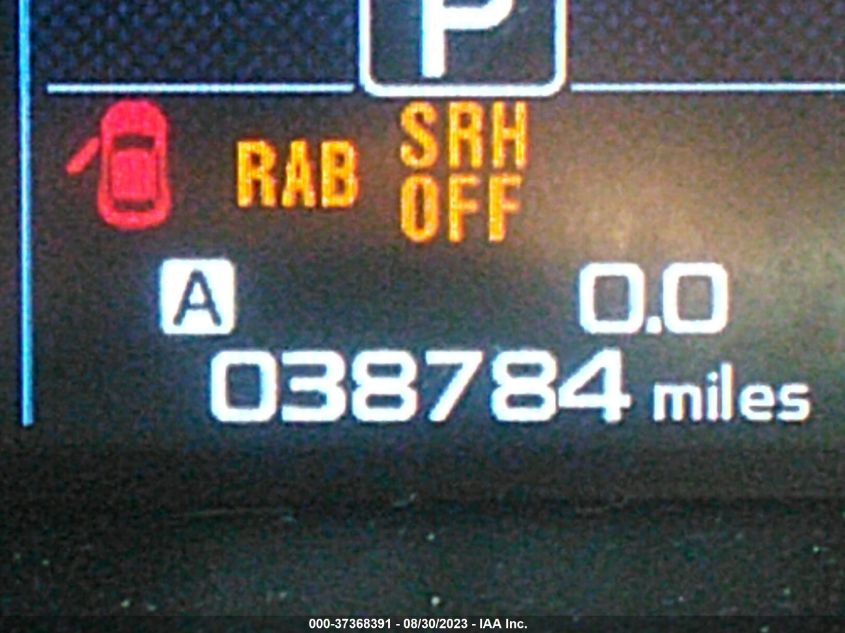 P
RAB
SRH
OFF
A 0.0
038784 miles
000-37368391 - 08/30/2023 - IAA Inc.